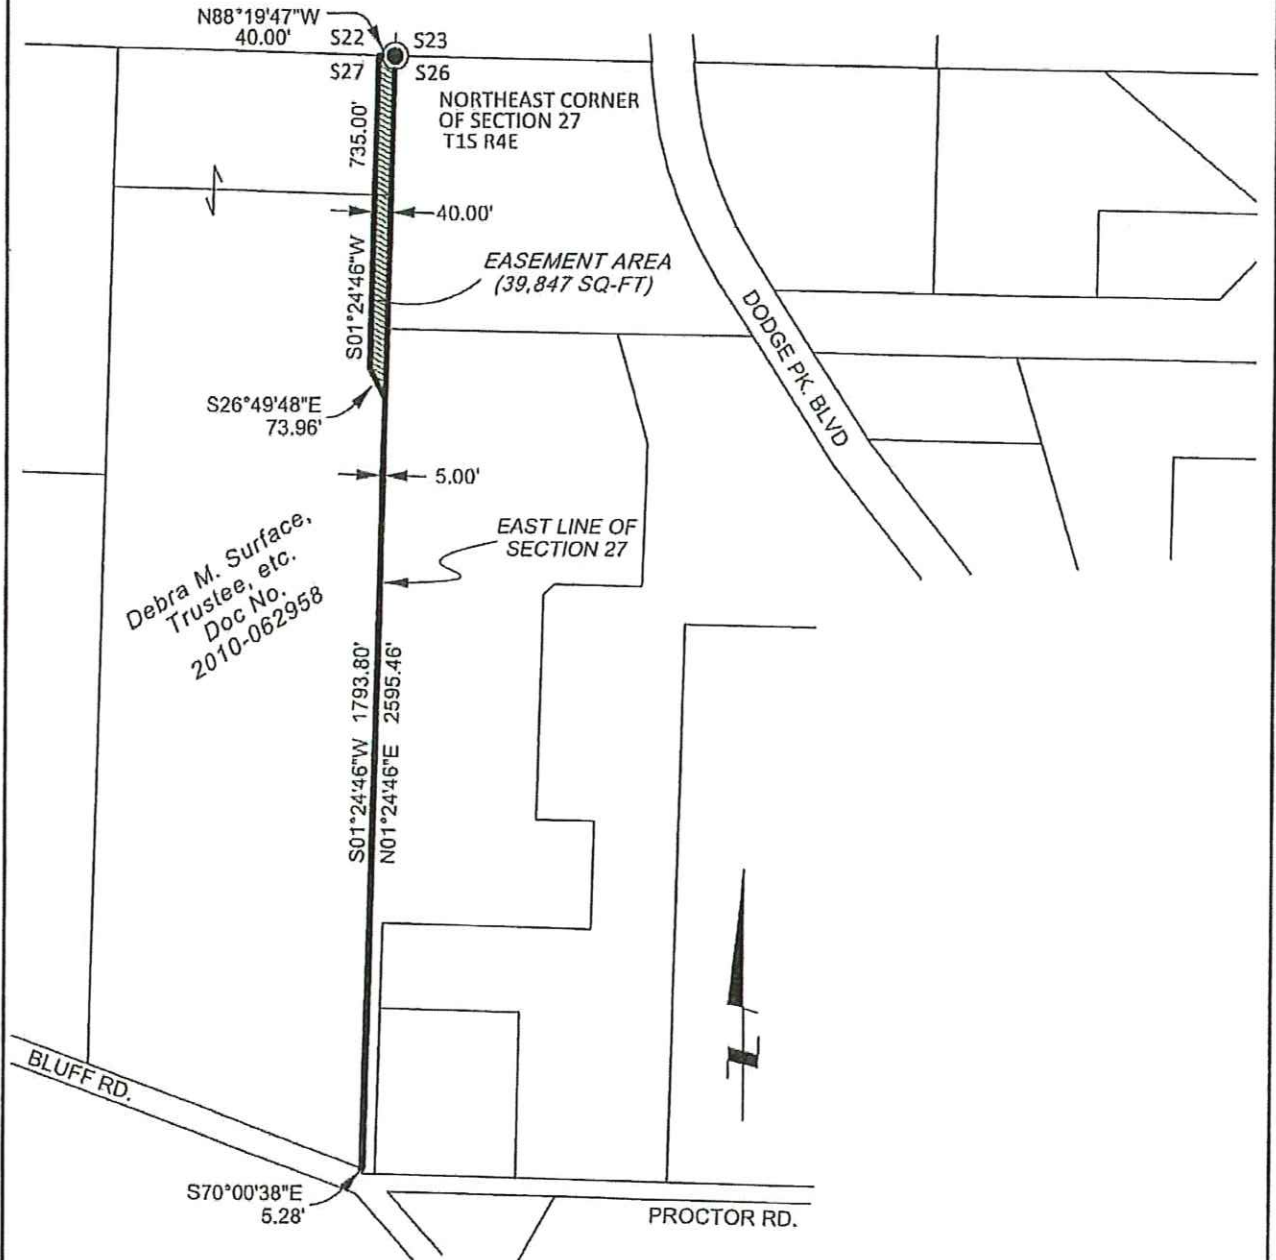 N88°19'47"W
40.00'
S22
S23
S27
S26
NORTHEAST CORNER
OF SECTION 27
T1S R4E
735.00'
S01°24'46"W
40.00'
EASEMENT AREA
(39,847 SQ-FT)
DODGE PK. BLVD
S26°49'48"E
73.96'
5.00'
EAST LINE OF
SECTION 27
Debra M. Surface,
Trustee, etc.
Doc No.
2010-062958
S01°24'46"W 1793.80'
N01°24'46"E 2595.46'
BLUFF RD.
S70°00'38"E
5.28'
PROCTOR RD.